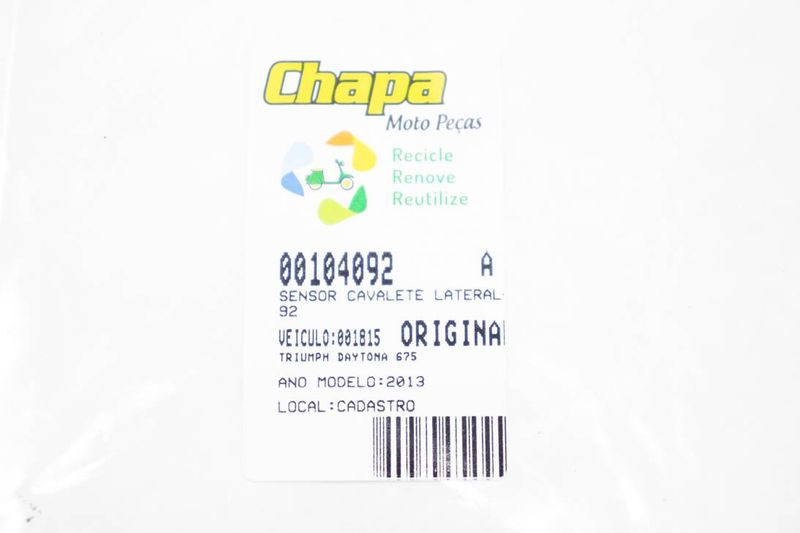 Chapa
Moto Peças
Recicle
Renove
Reutilize
00104092 A
SENSOR CAVALETE LATERAL-
92
VEICULO:001815 ORIGINAL
TRIUMPH DAYTONA 675
ANO MODELO:2013
LOCAL:CADASTRO